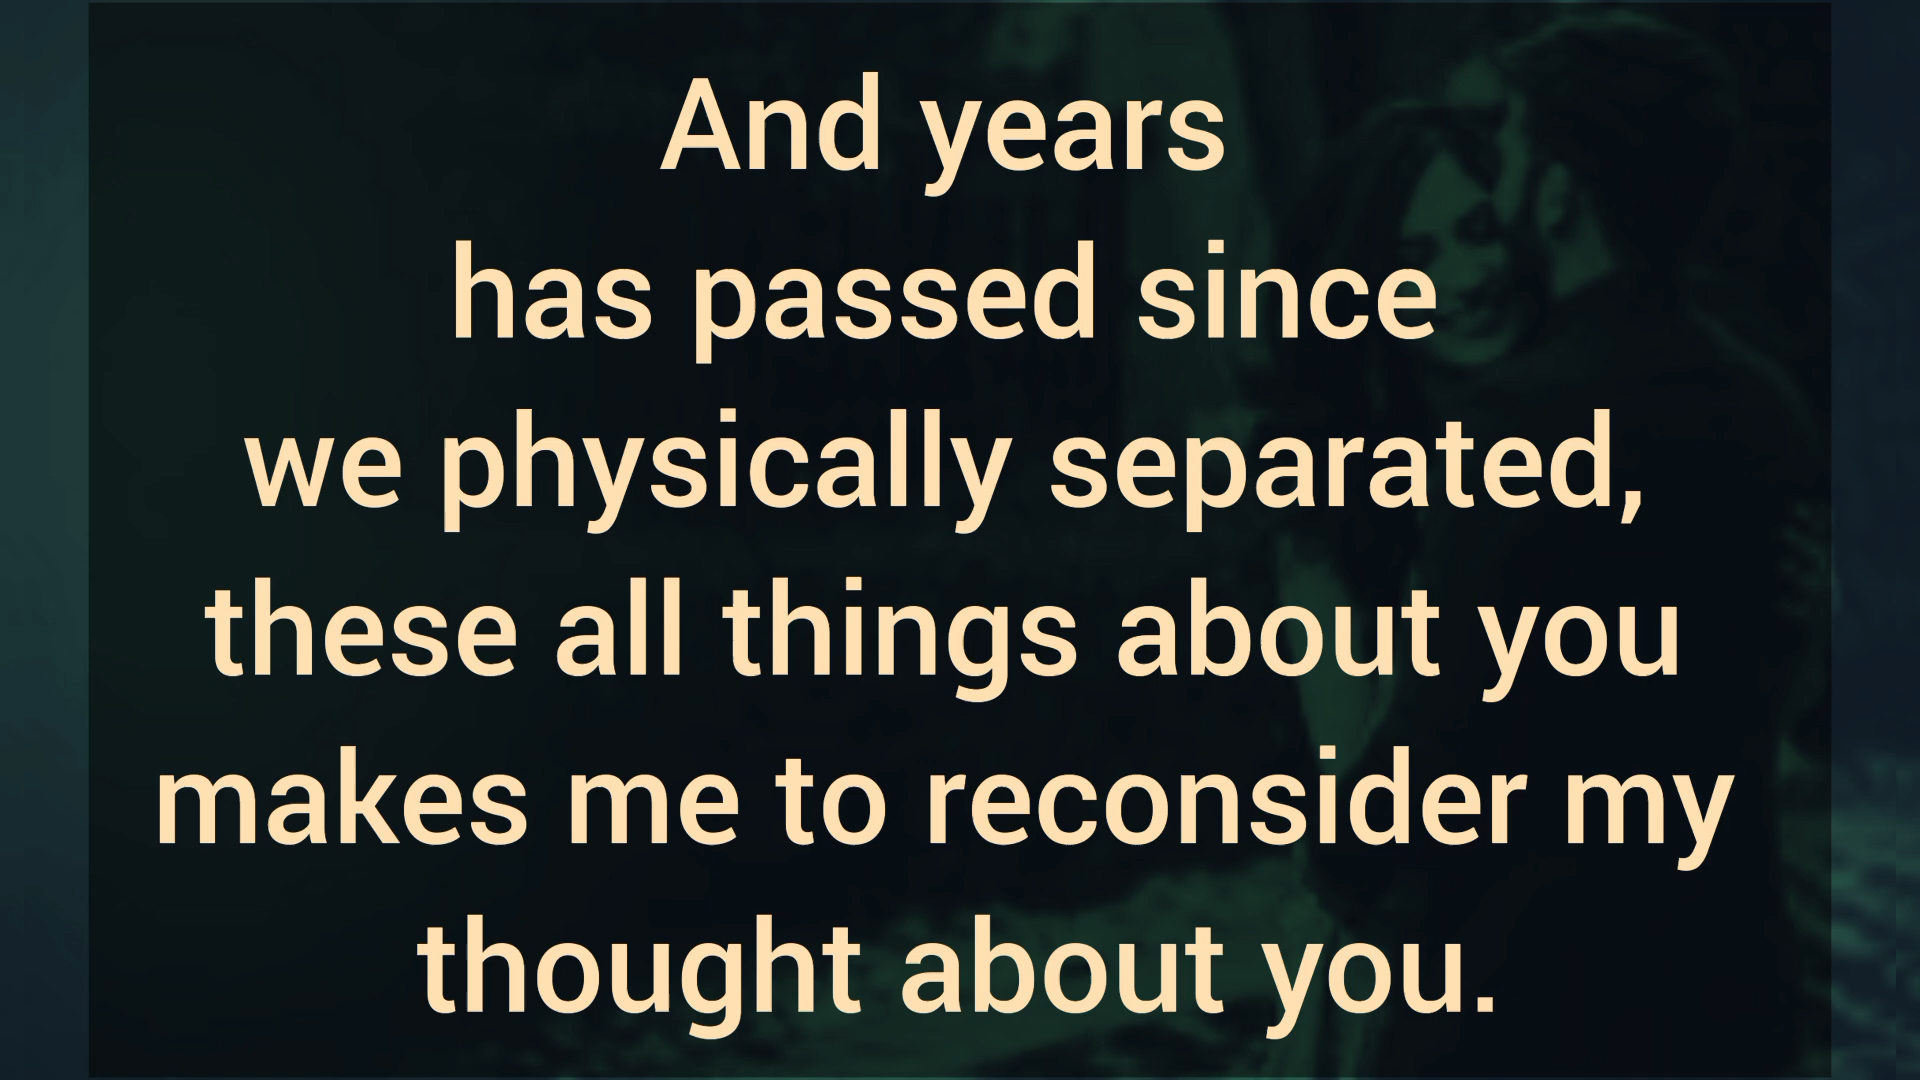 And years
has passed since
we physically separated,
these all things about you
makes me to reconsider my
thought about you.